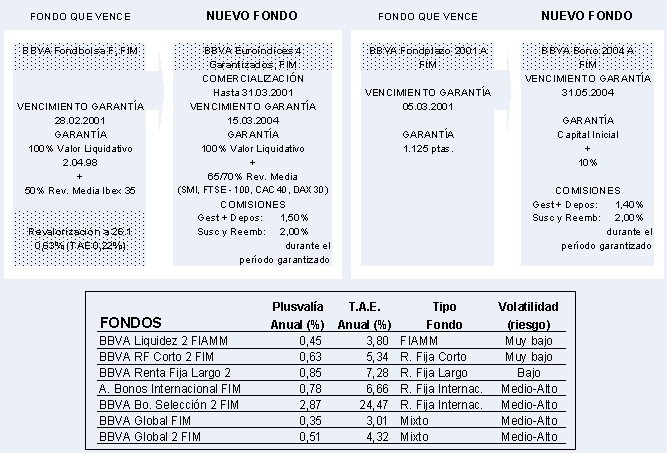 FONDO QUE VENCE
BBVA Fondbolsa F, FIM
VENCIMIENTO GARANTÍA
28.02.2001
GARANTÍA
100% Valor Liquidativo
2.04.98
+
50% Rev. Media Ibex 35
Revalorización a 26.1
0,63% (TAE 0,22%)
NUEVO FONDO
BBVA Euroíndices 4
Garantizados, FIM
COMERCIALIZACIÓN
Hasta 31.03.2001
VENCIMIENTO GARANTÍA
15.03.2004
GARANTÍA
100% Valor Liquidativo
+
65/70% Rev. Media
(SMI, FTSE - 100, CAC 40, DAX 30)
COMISIONES
Gest + Depos: 1,50%
Susc y Reemb: 2,00%
durante el
período garantizado
FONDO QUE VENCE
BBVA Fondplazo 2001 A
FIM
VENCIMIENTO GARANTÍA
05.03.2001
GARANTÍA
1.125 ptas.
NUEVO FONDO
BBVA Bono 2004 A
FIM
VENCIMIENTO GARANTÍA
31.05.2004
GARANTÍA
Capital Inicial
+
10%
COMISIONES
Gest + Depos: 1,40%
Susc y Reemb: 2,00%
durante el
período garantizado
FONDOS Plusvalía Anual (%) T.A.E. Anual (%) Tipo Fondo Volatilidad (riesgo)
BBVA Liquidez 2 FIAMM 0,45 3,80 FIAMM Muy bajo
BBVA RF Corto 2 FIM 0,63 5,34 R. Fija Corto Muy bajo
BBVA Renta Fija Largo 2 0,85 7,28 R. Fija Largo Bajo
A. Bonos Internacional FIM 0,78 6,66 R. Fija Internac. Medio-Alto
BBVA Bo. Selección 2 FIM 2,87 24,47 R. Fija Internac. Medio-Alto
BBVA Global FIM 0,35 3,01 Mixto Medio-Alto
BBVA Global 2 FIM 0,51 4,32 Mixto Medio-Alto